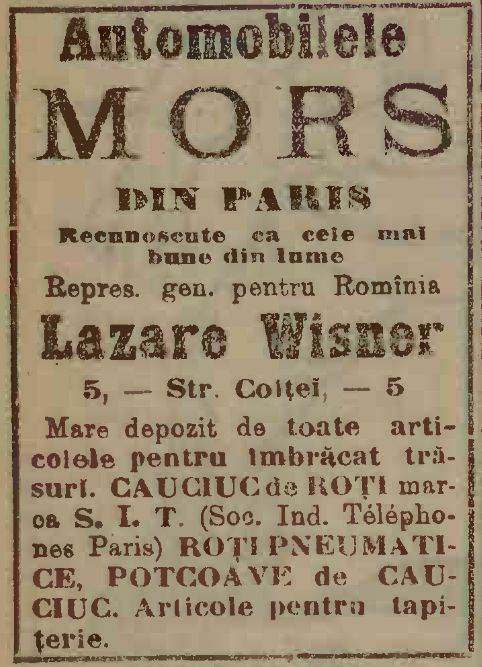 Automobilele
MORS
DIN PARIS
Recunoscute ca cele mai
bune din lume
Repres. gen. pentru Romînia
Lazare Wisner
5, — Str. Colţei, — 5
Mare depozit de toate arti-
colele pentru îmbrăcat tră-
suri. CAUCIUC de ROŢI mar-
ca S. I. T. (Soc. Ind. Télépho-
nes Paris) ROŢI PNEUMATI-
CE, POTCOAVE de CAU-
CIUC. Articole pentru tapi-
ţerie.